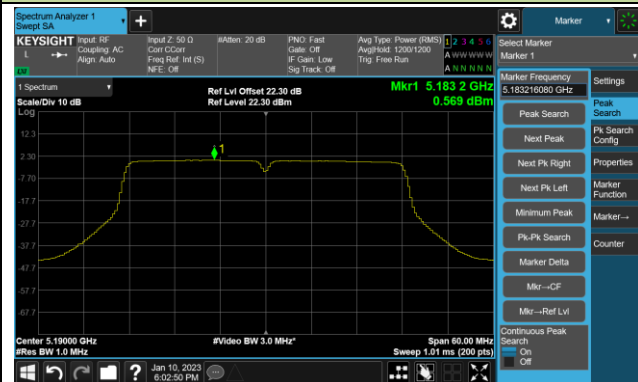 Spectrum Analyzer 1
Swept SA
+
Marker
KEYSIGHT
L
Input: RF
Coupling: AC
Align: Auto
Input Z: 50 Ω
Corr CCorr
Freq Ref: Int (S)
NFE: Off
#Atten: 20 dB
PNO: Fast
Gate: Off
IF Gain: Low
Sig Track: Off
Avg Type: Power (RMS)
Avg|Hold: 1200/1200
Trig: Free Run
1 2 3 4 5 6
A W W W W W
A N N N N N
Select Marker
Marker 1
1 Spectrum
Scale/Div 10 dB
Log
Ref Lvl Offset 22.30 dB
Ref Level 22.30 dBm
Mkr1 5.183 2 GHz
0.569 dBm
12.3
2.30
-7.70
-17.7
-27.7
-37.7
-47.7
-57.7
-67.7
1
Center 5.19000 GHz
#Res BW 1.0 MHz
#Video BW 3.0 MHz*
Span 60.00 MHz
Sweep 1.01 ms (200 pts)
Marker Frequency
5.183216080 GHz
Peak Search
Next Peak
Next Pk Right
Next Pk Left
Minimum Peak
Pk-Pk Search
Marker Delta
Mkr→CF
Mkr→Ref Lvl
Continuous Peak
Search
On
Off
Settings
Peak
Search
Pk Search
Config
Properties
Marker
Function
Marker→
Counter
?
Jan 10, 2023
6:02:50 PM